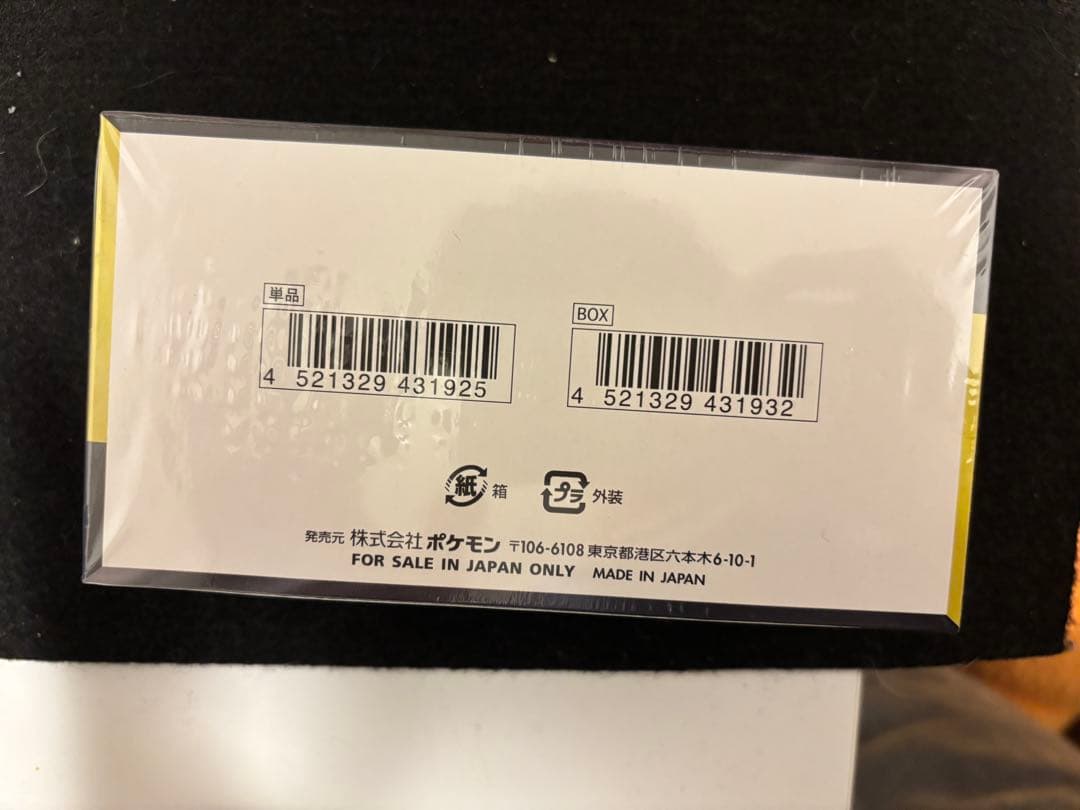 単品
4 521329 431925
BOX
4 521329 431932
紙 箱
プラ 外装
発売元 株式会社 ポケモン 〒106-6108 東京都港区六本木6-10-1
FOR SALE IN JAPAN ONLY MADE IN JAPAN